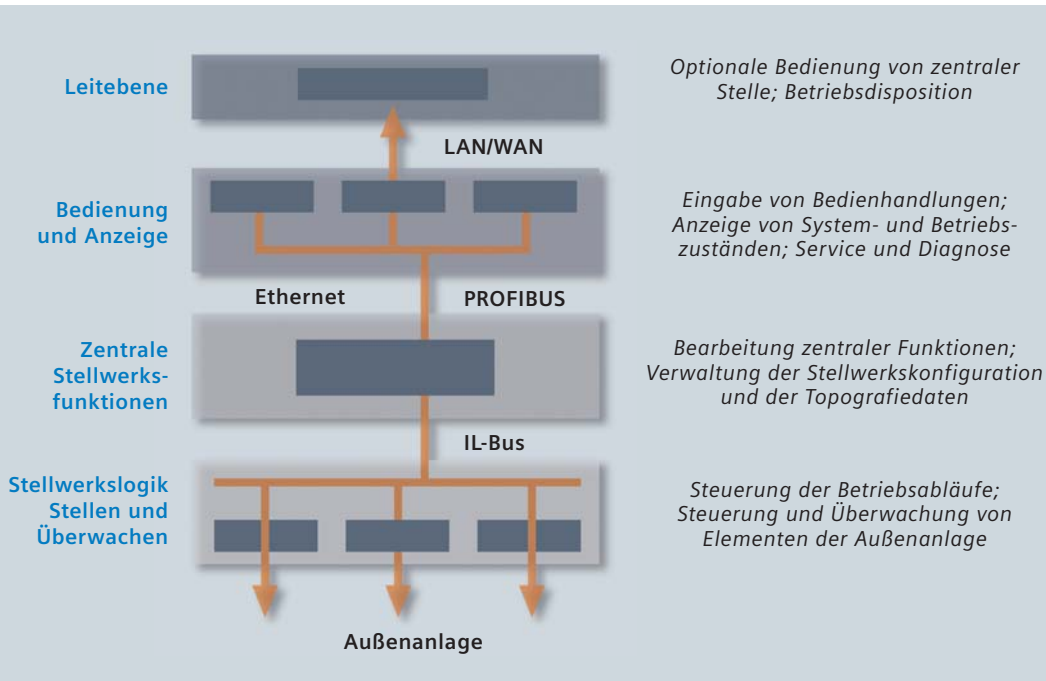 Leitebene
Optionale Bedienung von zentraler
Stelle; Betriebsdisposition
LAN/WAN
Bedienung
und Anzeige
Eingabe von Bedienhandlungen;
Anzeige von System- und Betriebs-
zuständen; Service und Diagnose
Ethernet
PROFIBUS
Zentrale
Stellwerks-
funktionen
Bearbeitung zentraler Funktionen;
Verwaltung der Stellwerkskonfiguration
und der Topografiedaten
IL-Bus
Stellwerkslogik
Stellen und
Überwachen
Steuerung der Betriebsabläufe;
Steuerung und Überwachung von
Elementen der Außenanlage
Außenanlage